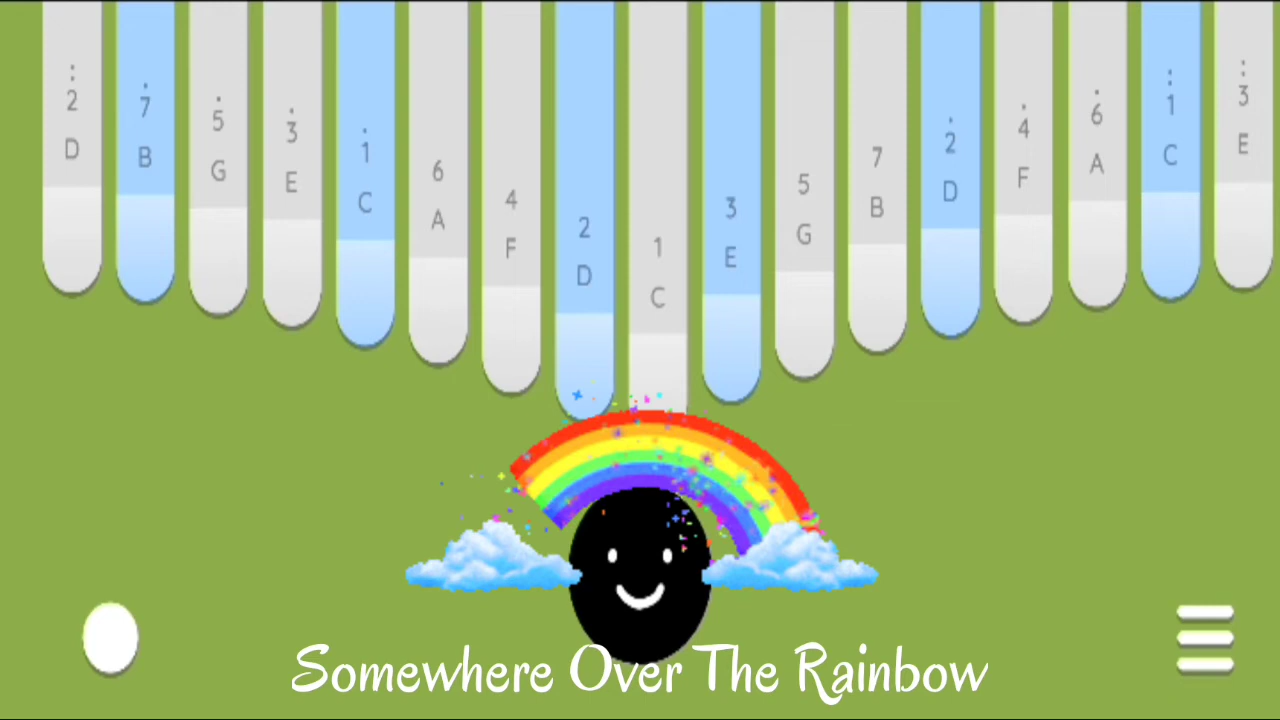 2 7 5 3 1 6 4 2 1 3 5 7 2 4 6 1 3
D B G E C A F D C E G B D F A C E
Somewhere Over The Rainbow